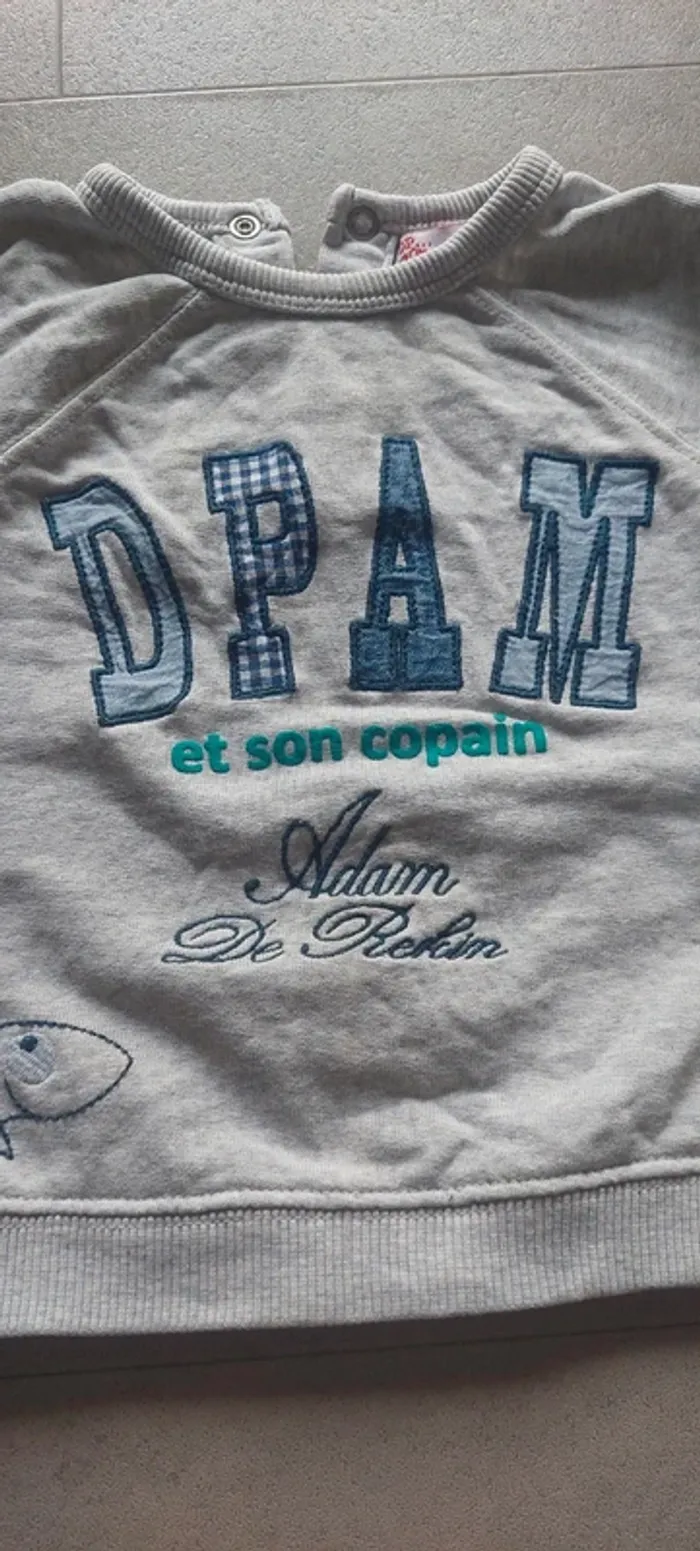 DPAM
et son copain
Adam
De Rekin